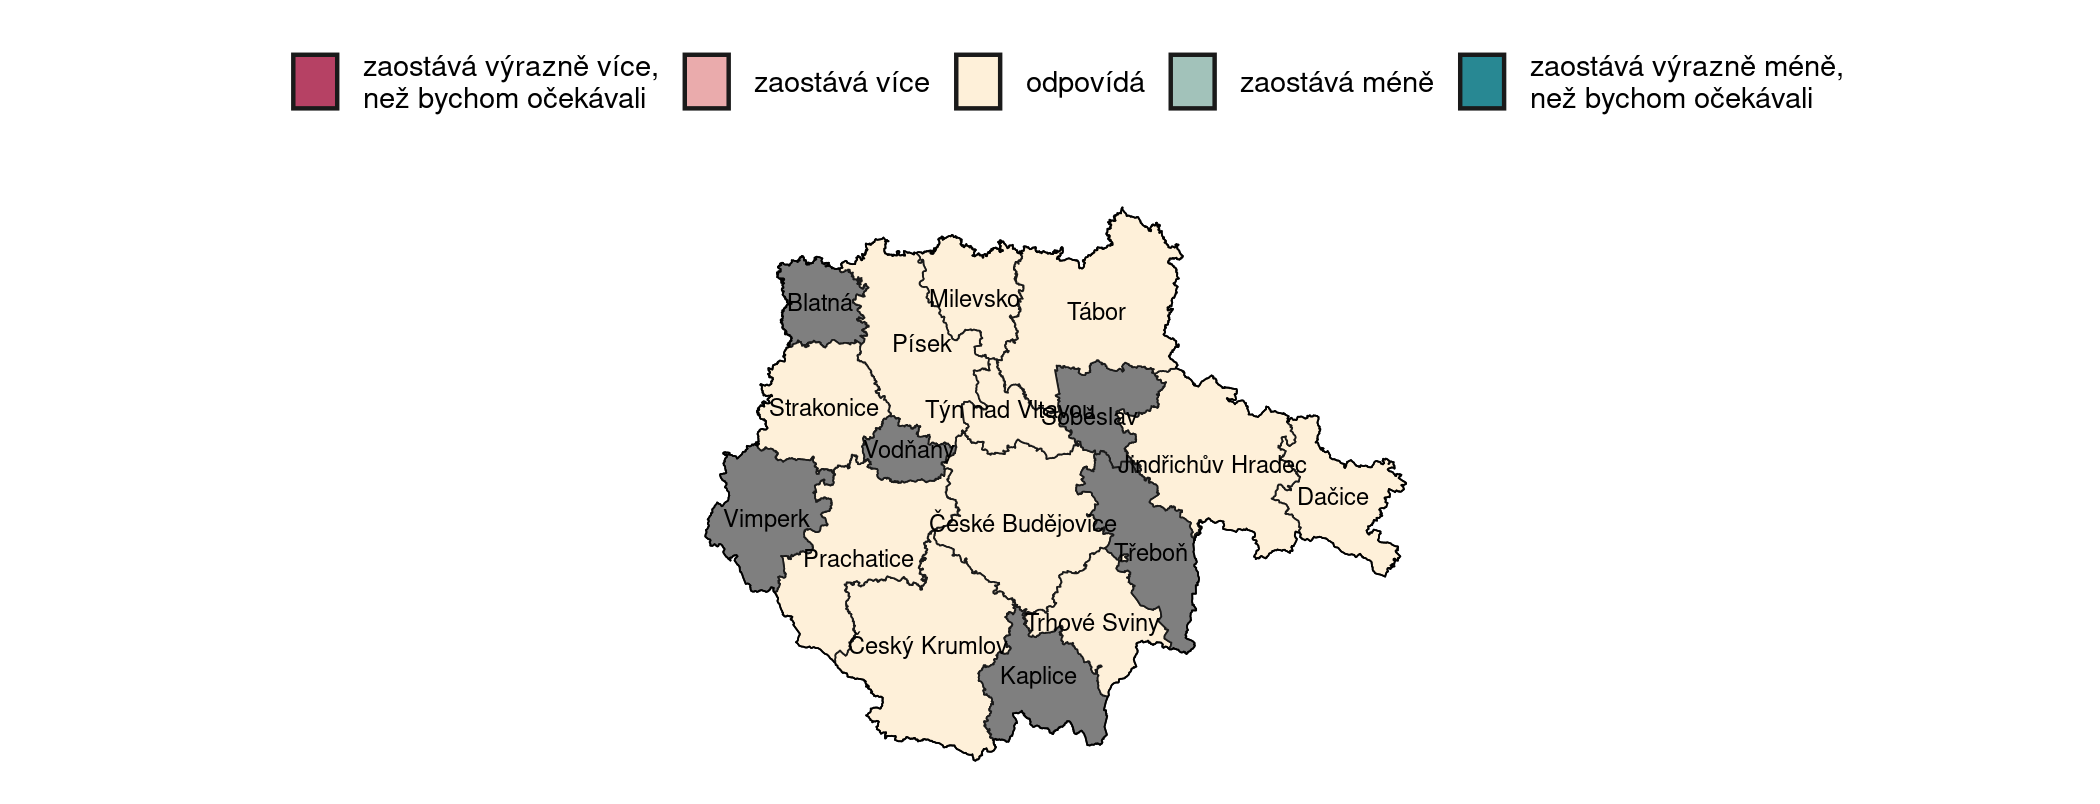 zaostává výrazně více,
než bychom očekávali
zaostává více
odpovídá
zaostává méně
zaostává výrazně méně,
než bychom očekávali
Blatná
Milevsko
Tábor
Písek
Strakonice
Týn nad Vltavou
Soběslav
Vodňany
Jindřichův Hradec
Dačice
Vimperk
České Budějovice
Třeboň
Prachatice
Trhové Sviny
Český Krumlov
Kaplice